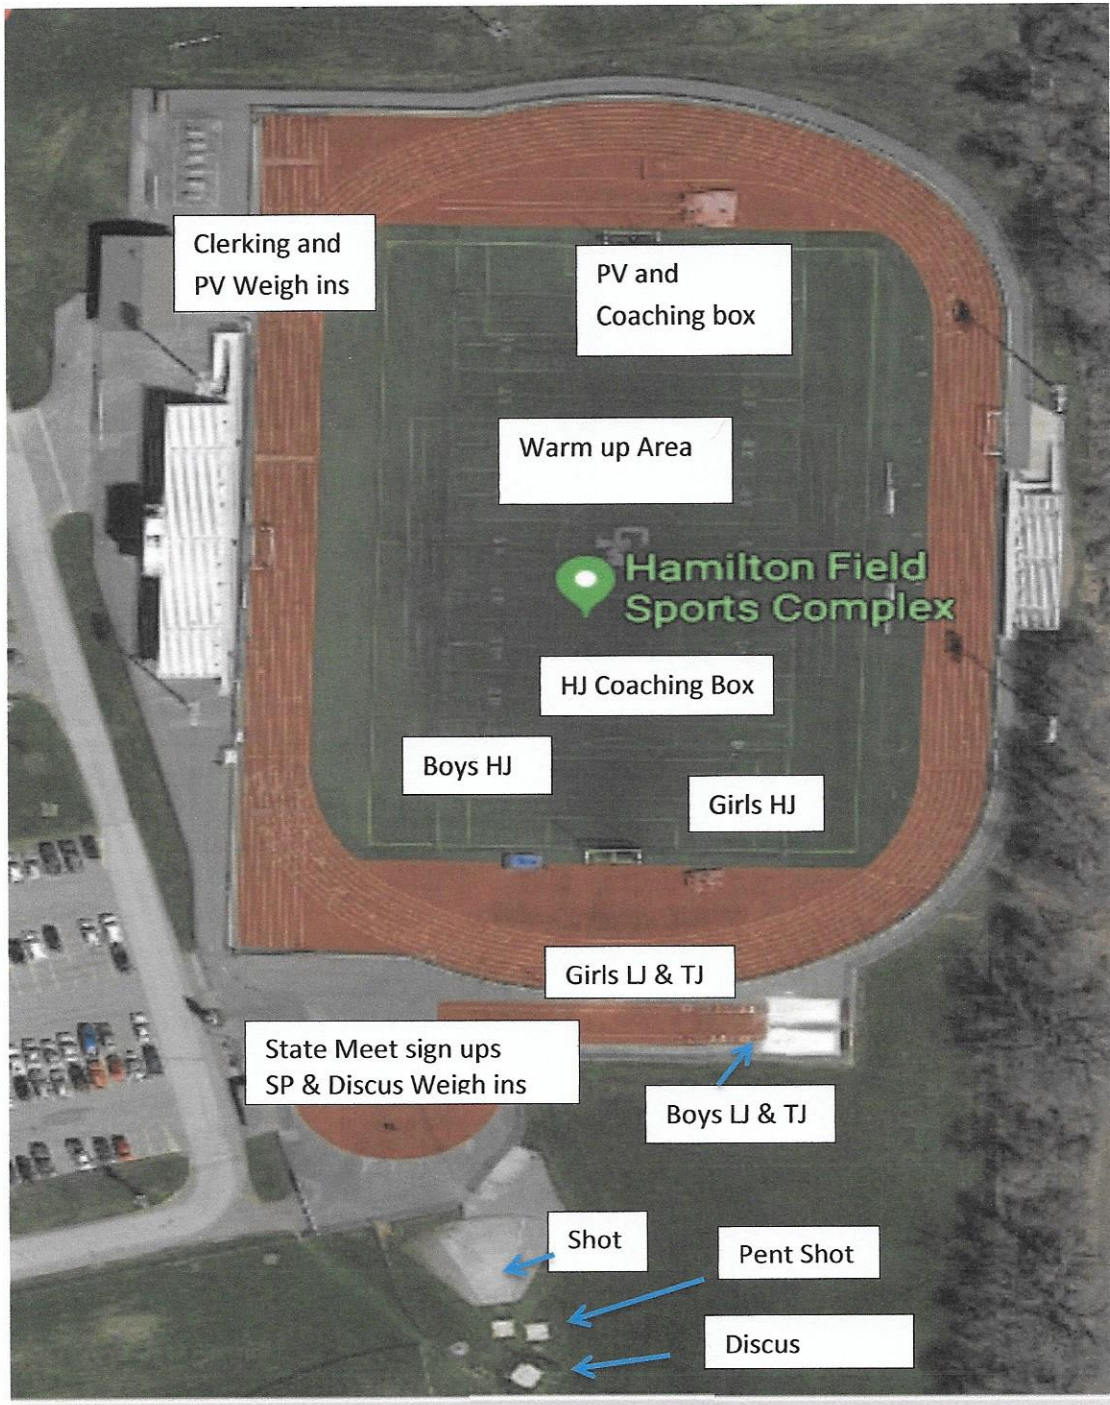 Clerking and
PV Weigh ins
PV and
Coaching box
Warm up Area
Hamilton Field
Sports Complex
HJ Coaching Box
Boys HJ
Girls HJ
Girls LJ & TJ
State Meet sign ups
SP & Discus Weigh ins
Boys LJ & TJ
Shot
Pent Shot
Discus